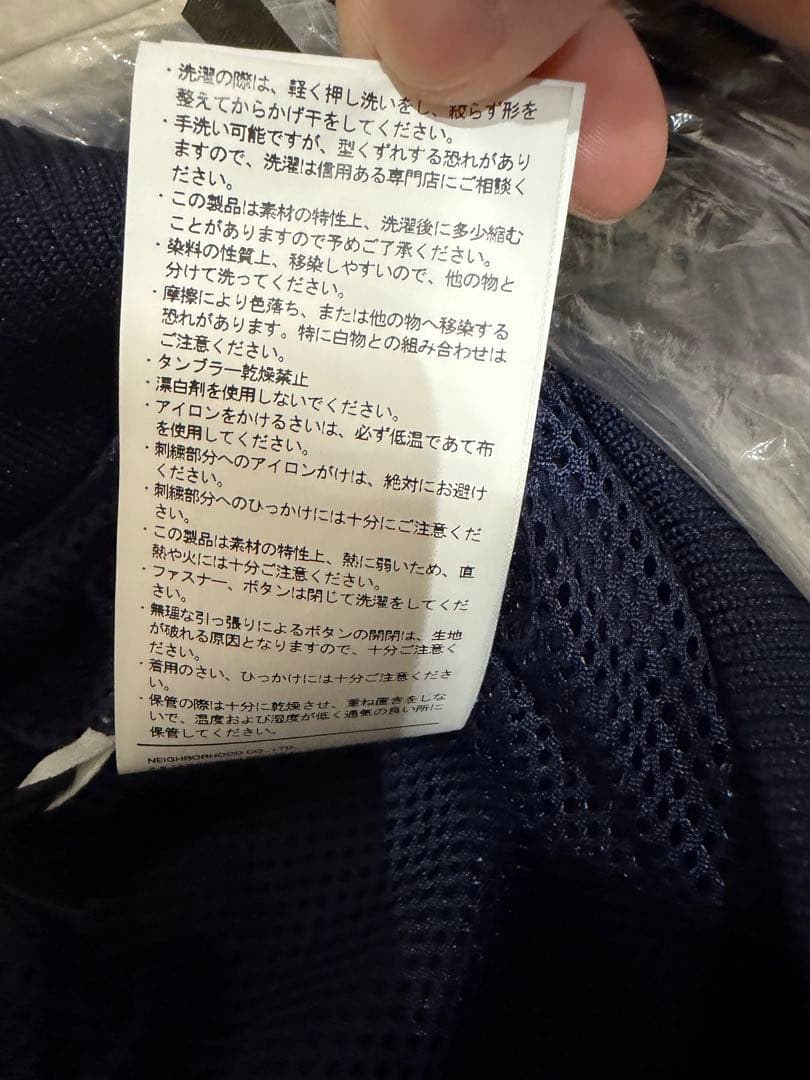 ・洗濯の際は、軽く押し洗いをし、絞らず形を
整えてからかげ干をしてください。
・手洗い可能ですが、型くずれする恐れがあり
ますので、洗濯は信用ある専門店にご相談く
ださい。
・この製品は素材の特性上、洗濯後に多少縮む
ことがありますので予めご了承ください。
・染料の性質上、移染しやすいので、他の物と
分けて洗ってください。
・摩擦により色落ち、または他の物へ移染する
恐れがあります。特に白物との組み合わせは
ご注意ください。
・タンブラー乾燥禁止
・漂白剤を使用しないでください。
・アイロンをかけるさいは、必ず低温であて布
を使用してください。
・刺繍部分へのアイロンがけは、絶対にお避け
ください。
・刺繍部分へのひっかけには十分にご注意くだ
さい。
・この製品は素材の特性上、熱に弱いため、直
熱や火には十分ご注意ください。
・ファスナー、ボタンは閉じて洗濯をしてくだ
さい。
・無理な引っ張りによるボタンの開閉は、生地
が破れる原因となりますので、十分ご注意く
ださい。
・着用のさい、ひっかけには十分ご注意くださ
い。
・保管の際は十分に乾燥させ、重ね置きをしな
いで、温度および湿度が低く通気の良い所に
保管してください。
NEIGHBORHOOD CO., LTD.